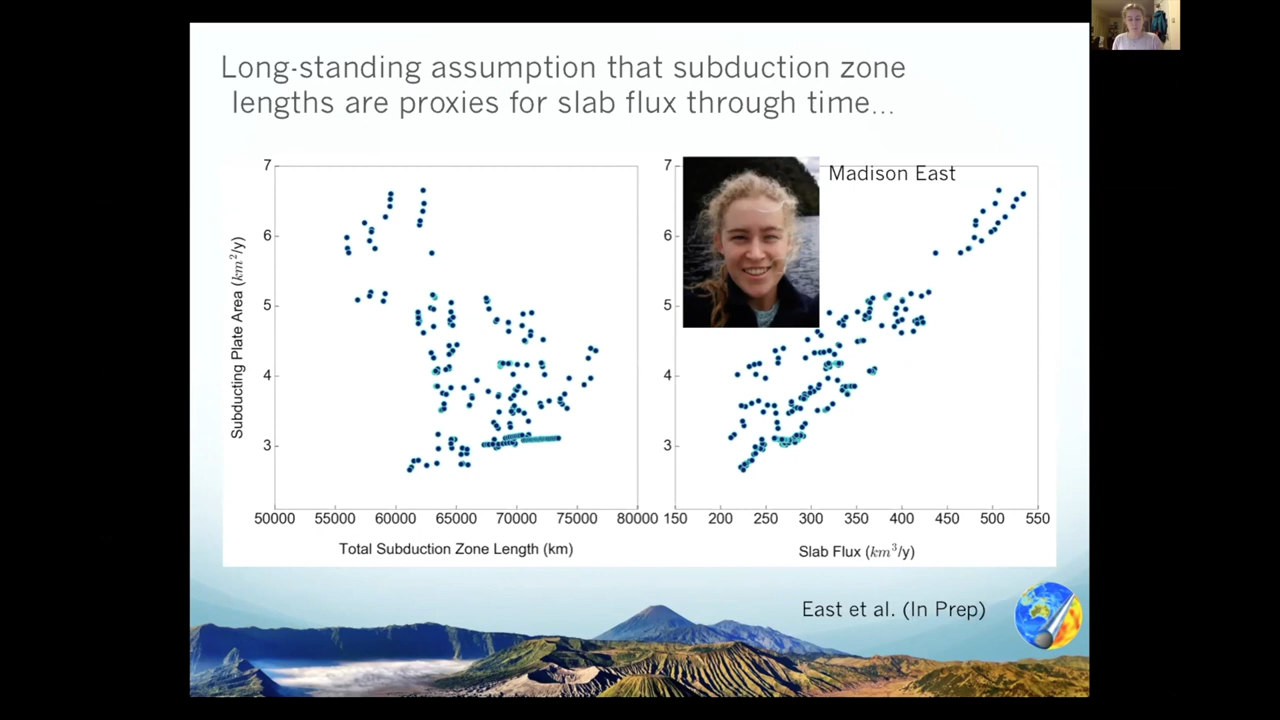 Long-standing assumption that subduction zone
lengths are proxies for slab flux through time...
Madison East
7
6
5
4
3
Subducting Plate Area (km²/y)
50000 55000 60000 65000 70000 75000 80000
Total Subduction Zone Length (km)
7
6
5
4
3
150 200 250 300 350 400 450 500 550
Slab Flux (km³/y)
East et al. (In Prep)